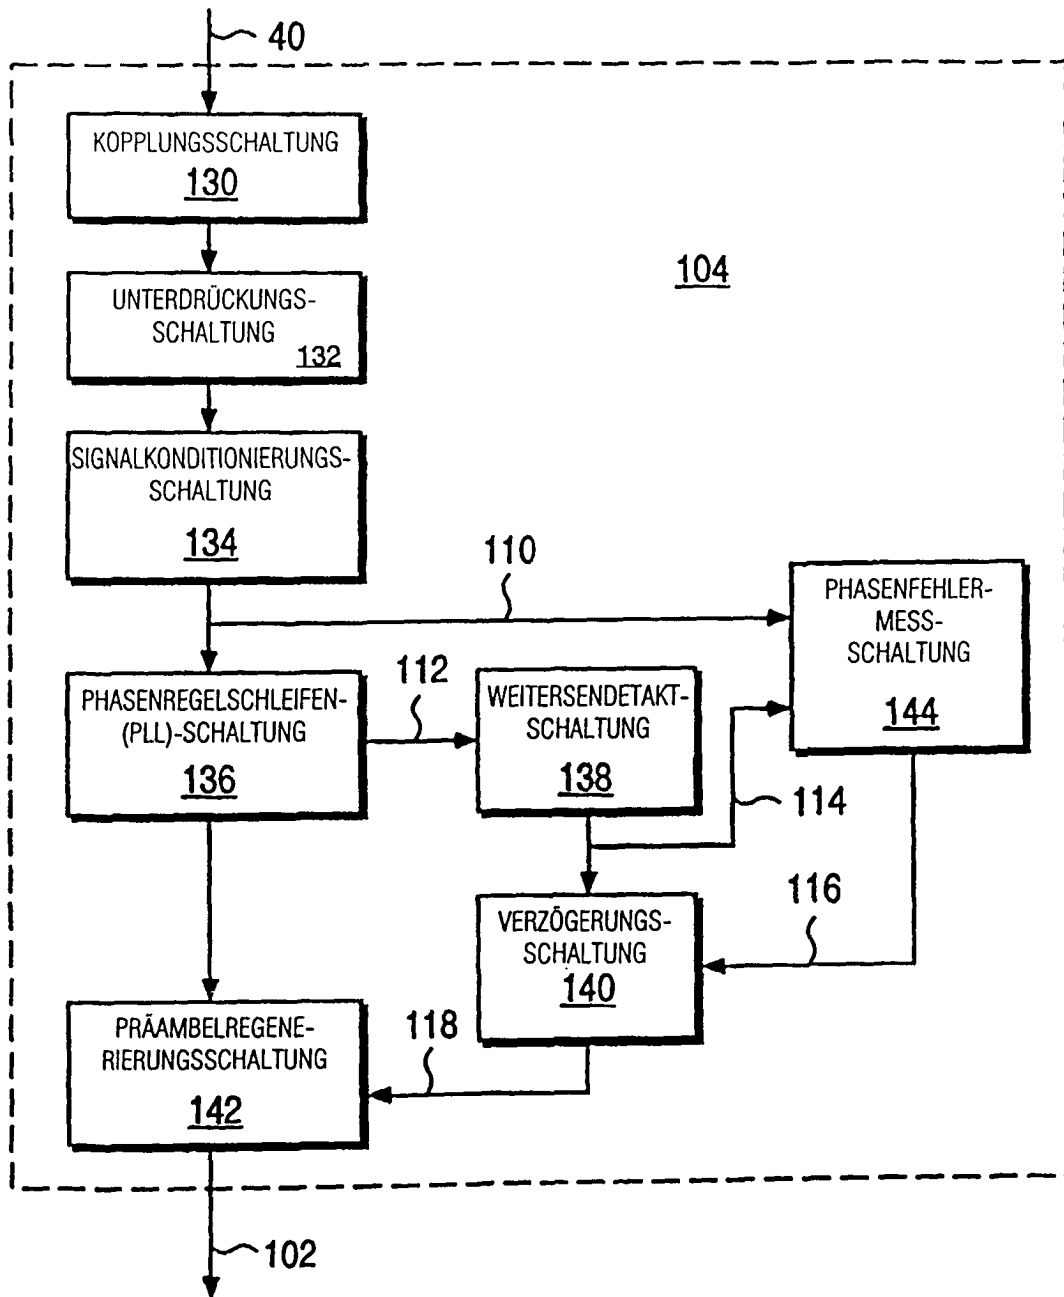 40
KOPPLUNGSSCHALTUNG
130
104
UNTERDRÜCKUNGS-
SCHALTUNG
132
SIGNALKONDITIONIERUNGS-
SCHALTUNG
134
110
PHASENFEHLER-
MESS-
SCHALTUNG
144
112
PHASENREGELSCHLEIFEN-
(PLL)-SCHALTUNG
136
WEITERSENDETAKT-
SCHALTUNG
138
114
116
VERZÖGERUNGS-
SCHALTUNG
140
118
PRÄAMBELREGENE-
RIERUNGSSCHALTUNG
142
102